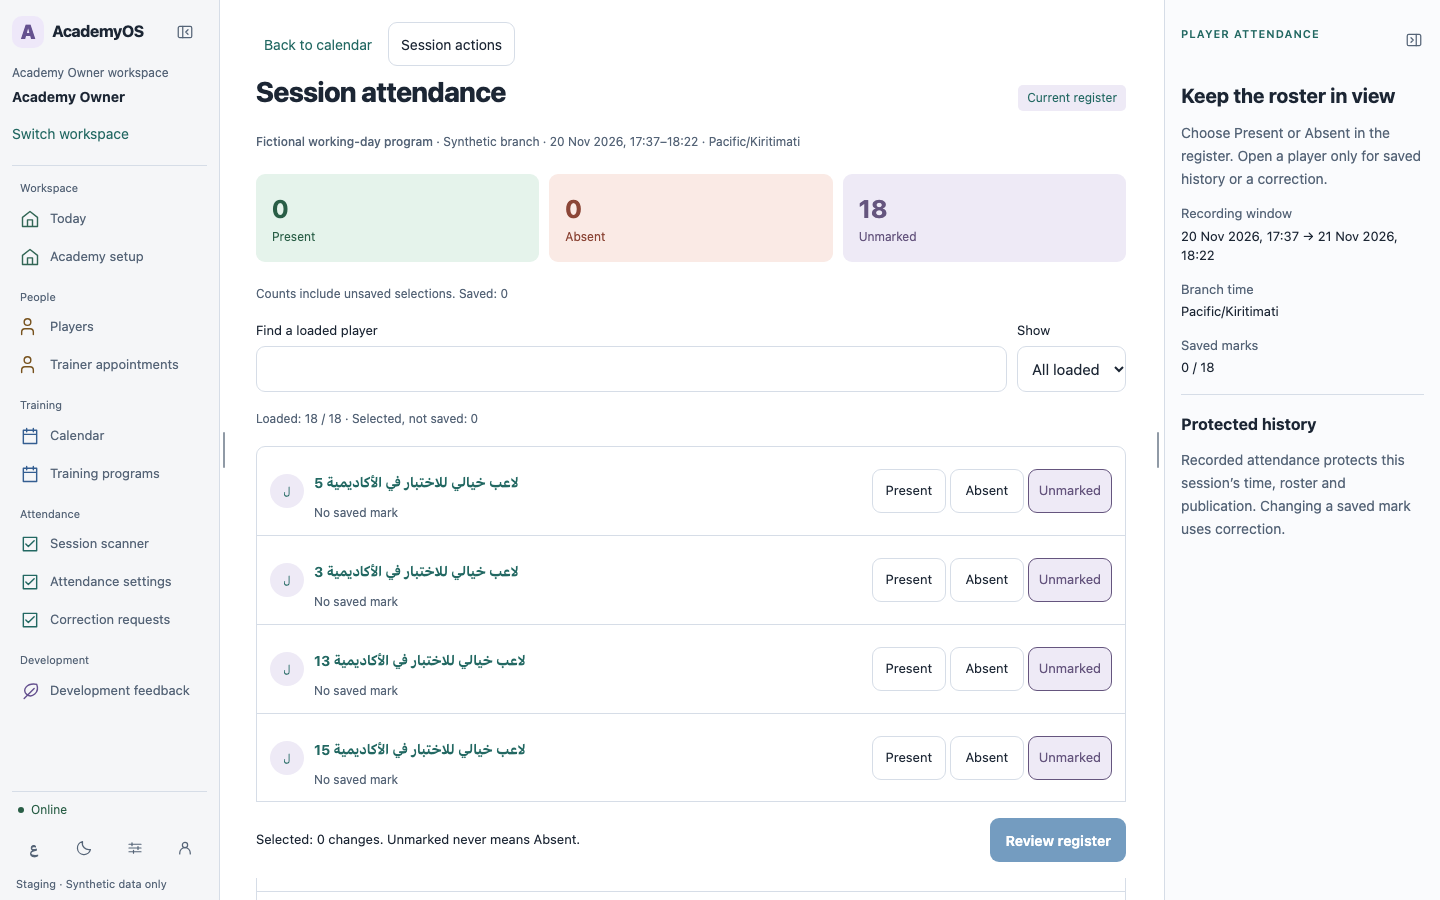 A AcademyOS
Academy Owner workspace
Academy Owner
Switch workspace
Workspace
Today
Academy setup
People
Players
Trainer appointments
Training
Calendar
Training programs
Attendance
Session scanner
Attendance settings
Correction requests
Development
Development feedback
Online
ع
Staging · Synthetic data only
Back to calendar
Session actions
Session attendance
Current register
Fictional working-day program · Synthetic branch · 20 Nov 2026, 17:37–18:22 · Pacific/Kiritimati
0
Present
0
Absent
18
Unmarked
Counts include unsaved selections. Saved: 0
Find a loaded player
Show
All loaded
Loaded: 18 / 18 · Selected, not saved: 0
ل
لاعب خيالي للاختبار في الأكاديمية 5
No saved mark
Present
Absent
Unmarked
ل
لاعب خيالي للاختبار في الأكاديمية 3
No saved mark
Present
Absent
Unmarked
ل
لاعب خيالي للاختبار في الأكاديمية 13
No saved mark
Present
Absent
Unmarked
ل
لاعب خيالي للاختبار في الأكاديمية 15
No saved mark
Present
Absent
Unmarked
Selected: 0 changes. Unmarked never means Absent.
Review register
PLAYER ATTENDANCE
Keep the roster in view
Choose Present or Absent in the
register. Open a player only for saved
history or a correction.
Recording window
20 Nov 2026, 17:37 → 21 Nov 2026,
18:22
Branch time
Pacific/Kiritimati
Saved marks
0 / 18
Protected history
Recorded attendance protects this
session’s time, roster and
publication. Changing a saved mark
uses correction.